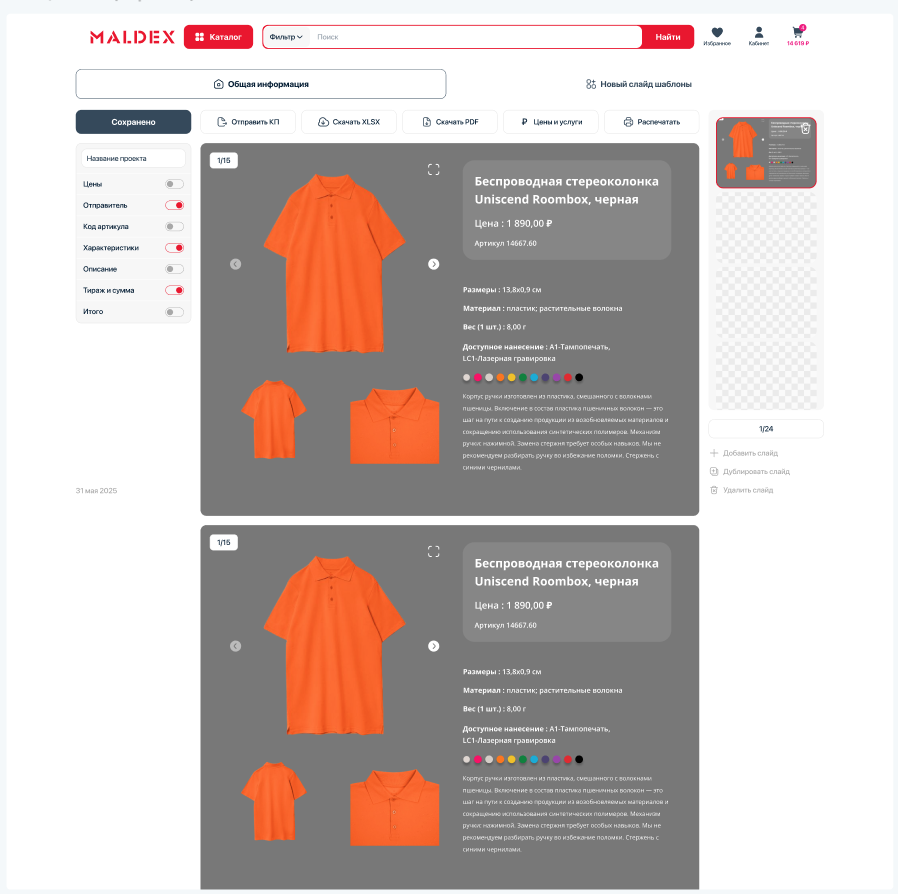 MALDEX
Каталог
Фильтр
Поиск
Найти
Избранное
Кабинет
4
14 619 ₽
Общая информация
Новый слайд шаблоны
Сохранено
Отправить КП
Скачать XLSX
Скачать PDF
₽ Цены и услуги
Распечатать
Название проекта
Цены
Отправитель
Код артикула
Характеристики
Описание
Тираж и сумма
Итого
31 мая 2025
1/15
Беспроводная стереоколонка
Uniscend Roombox, черная
Цена : 1 890,00 ₽
Артикул 14667.60
Размеры : 13,8x0,9 см
Материал : пластик; растительные волокна
Вес (1 шт.) : 8,00 г
Доступное нанесение : A1-Тампопечать,
LC1-Лазерная гравировка
Корпус ручки изготовлен из пластика, смешанного с волокнами
пшеницы. Включение в состав пластика пшеничных волокон — это
шаг на пути к созданию продукции из возобновляемых материалов и
сокращению использования синтетических полимеров. Механизм
ручки: нажимной. Замена стержня требует особых навыков. Мы не
рекомендуем разбирать ручку во избежание поломки. Стержень с
синими чернилами.
1/24
Добавить слайд
Дублировать слайд
Удалить слайд
1/15
Беспроводная стереоколонка
Uniscend Roombox, черная
Цена : 1 890,00 ₽
Артикул 14667.60
Размеры : 13,8x0,9 см
Материал : пластик; растительные волокна
Вес (1 шт.) : 8,00 г
Доступное нанесение : A1-Тампопечать,
LC1-Лазерная гравировка
Корпус ручки изготовлен из пластика, смешанного с волокнами
пшеницы. Включение в состав пластика пшеничных волокон — это
шаг на пути к созданию продукции из возобновляемых материалов и
сокращению использования синтетических полимеров. Механизм
ручки: нажимной. Замена стержня требует особых навыков. Мы не
рекомендуем разбирать ручку во избежание поломки. Стержень с
синими чернилами.